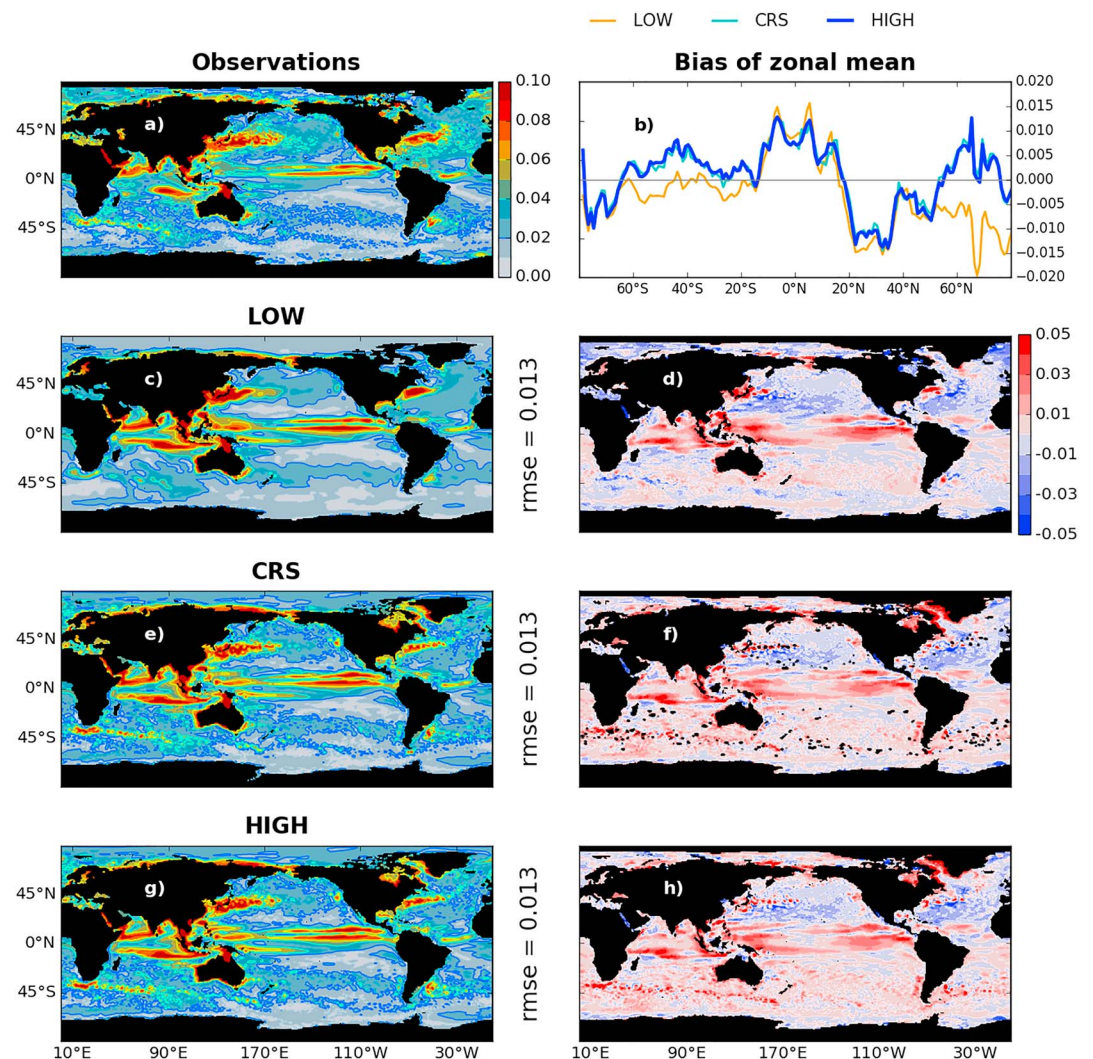 LOW CRS HIGH
Observations
Bias of zonal mean
a)
45°N
0°N
45°S
0.10
0.08
0.06
0.04
0.02
0.00
b)
0.020
0.015
0.010
0.005
0.000
−0.005
−0.010
−0.015
−0.020
60°S 40°S 20°S 0°N 20°N 40°N 60°N
LOW
c)
45°N
0°N
45°S
rmse = 0.013
d)
0.05
0.03
0.01
-0.01
-0.03
-0.05
CRS
e)
45°N
0°N
45°S
rmse = 0.013
f)
HIGH
g)
45°N
0°N
45°S
rmse = 0.013
h)
10°E 90°E 170°E 110°W 30°W
10°E 90°E 170°E 110°W 30°W